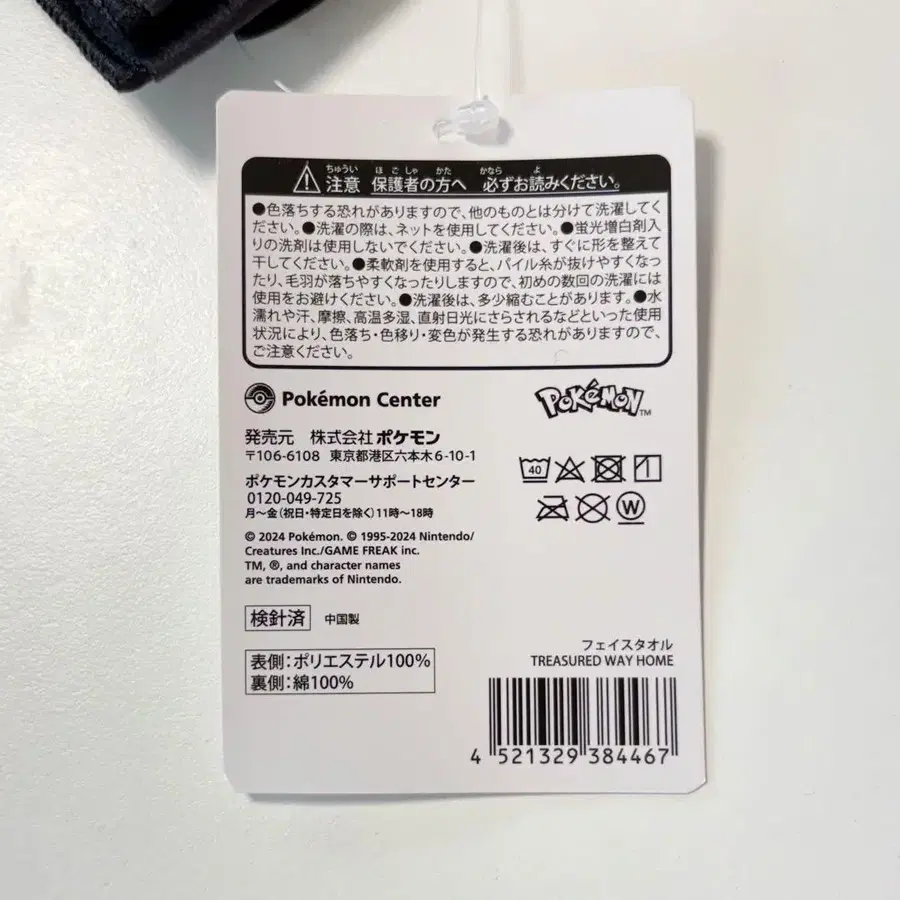 注意 保護者の方へ 必ずお読みください。
●色落ちする恐れがありますので、他のものとは分けて洗濯してく
ださい。●洗濯の際は、ネットを使用してください。●蛍光増白剤入
りの洗剤は使用しないでください。●洗濯後は、すぐに形を整えて
干してください。●柔軟剤を使用すると、パイル糸が抜けやすくなっ
たり、毛羽が落ちやすくなったりしますので、初めの数回の洗濯には
使用をお避けください。●洗濯後は、多少縮むことがあります。●水
濡れや汗、摩擦、高温多湿、直射日光にさらされるなどといった使用
状況により、色落ち・色移り・変色が発生する恐れがありますので、
ご注意ください。
Pokémon Center
POKéMON™
発売元 株式会社ポケモン
〒106-6108 東京都港区六本木6-10-1
ポケモンカスタマーサポートセンター
0120-049-725
月～金(祝日・特定日を除く)11時～18時
40
W
© 2024 Pokémon. © 1995-2024 Nintendo/
Creatures Inc./GAME FREAK inc.
TM, ®, and character names
are trademarks of Nintendo.
検針済 中国製
表側:ポリエステル100%
裏側:綿100%
フェイスタオル
TREASURED WAY HOME
4 521329 384467